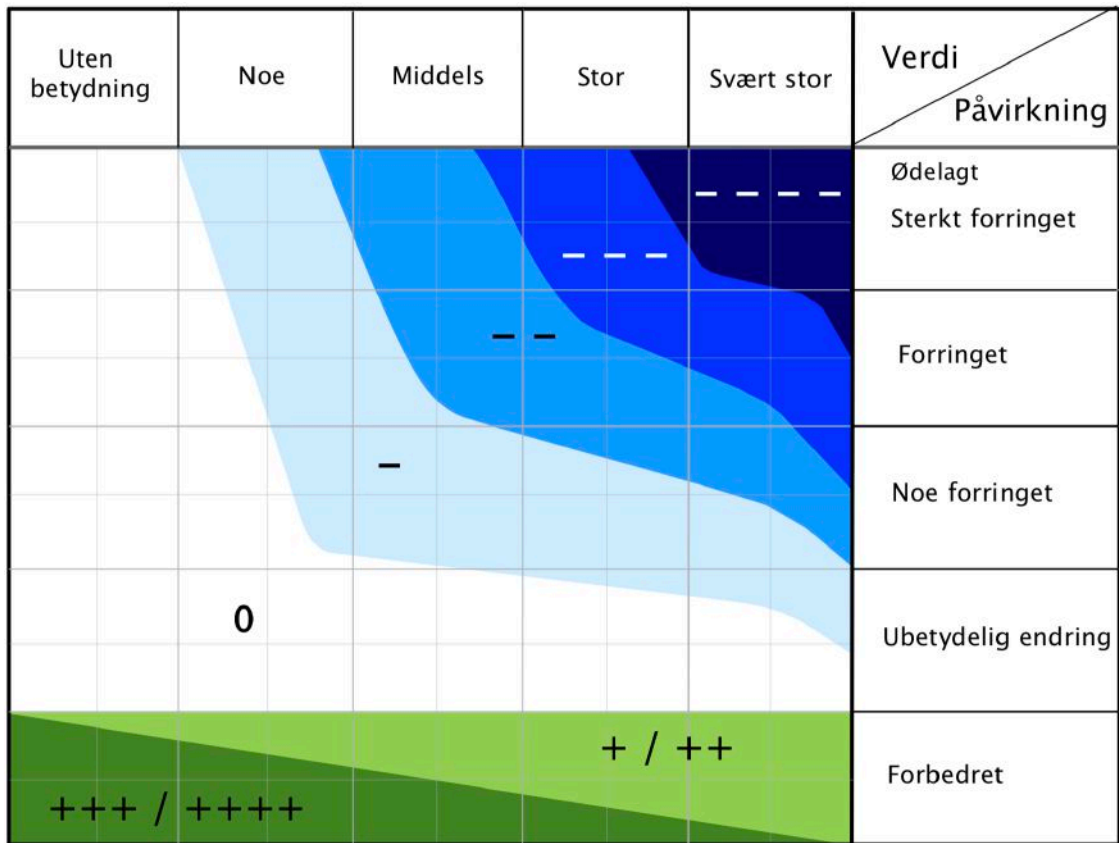 Uten
betydning
Noe
Middels
Stor
Svært stor
Verdi
Påvirkning
Ødelagt
Sterkt forringet
– – – –
– – –
– –
Forringet
–
Noe forringet
0
Ubetydelig endring
+ / ++
Forbedret
+++ / ++++